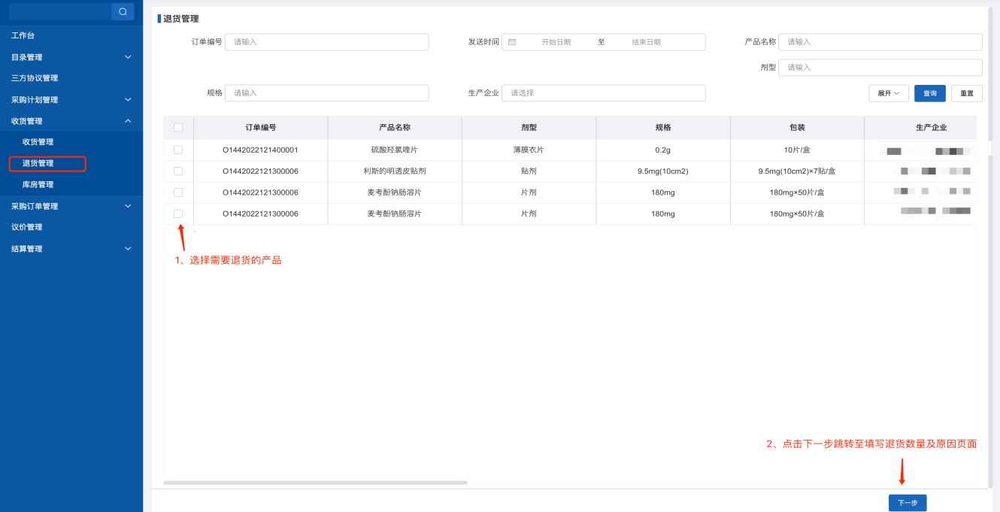 工作台
目录管理
三方协议管理
采购计划管理
收货管理
收货管理
退货管理
库房管理
采购订单管理
议价管理
结算管理
退货管理
订单编号 请输入 发送时间 开始日期 至 结束日期 产品名称 请输入
剂型 请输入
规格 请输入 生产企业 请选择 展开 查询 重置
订单编号 产品名称 剂型 规格 包装 生产企业
O1442022121400001 硫酸羟氯喹片 薄膜衣片 0.2g 10片/盒
O1442022121300006 利斯的明透皮贴剂 贴剂 9.5mg(10cm2) 9.5mg(10cm2)×7贴/盒
O1442022121300006 麦考酚钠肠溶片 片剂 180mg 180mg×50片/盒
O1442022121300006 麦考酚钠肠溶片 片剂 180mg 180mg×50片/盒
1、选择需要退货的产品
2、点击下一步跳转至填写退货数量及原因页面
下一步